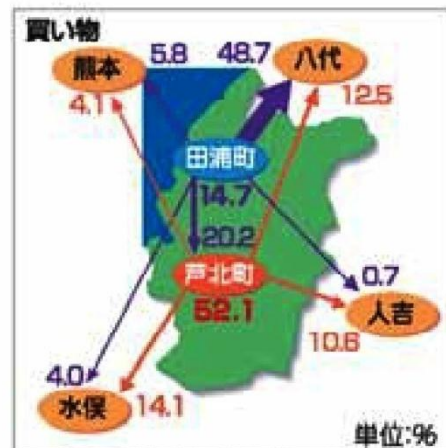 買い物
熊本
5.8
48.7
八代
4.1
12.5
田浦町
14.7
20.2
芦北町
52.1
0.7
人吉
10.6
4.0
水俣
14.1
単位:%